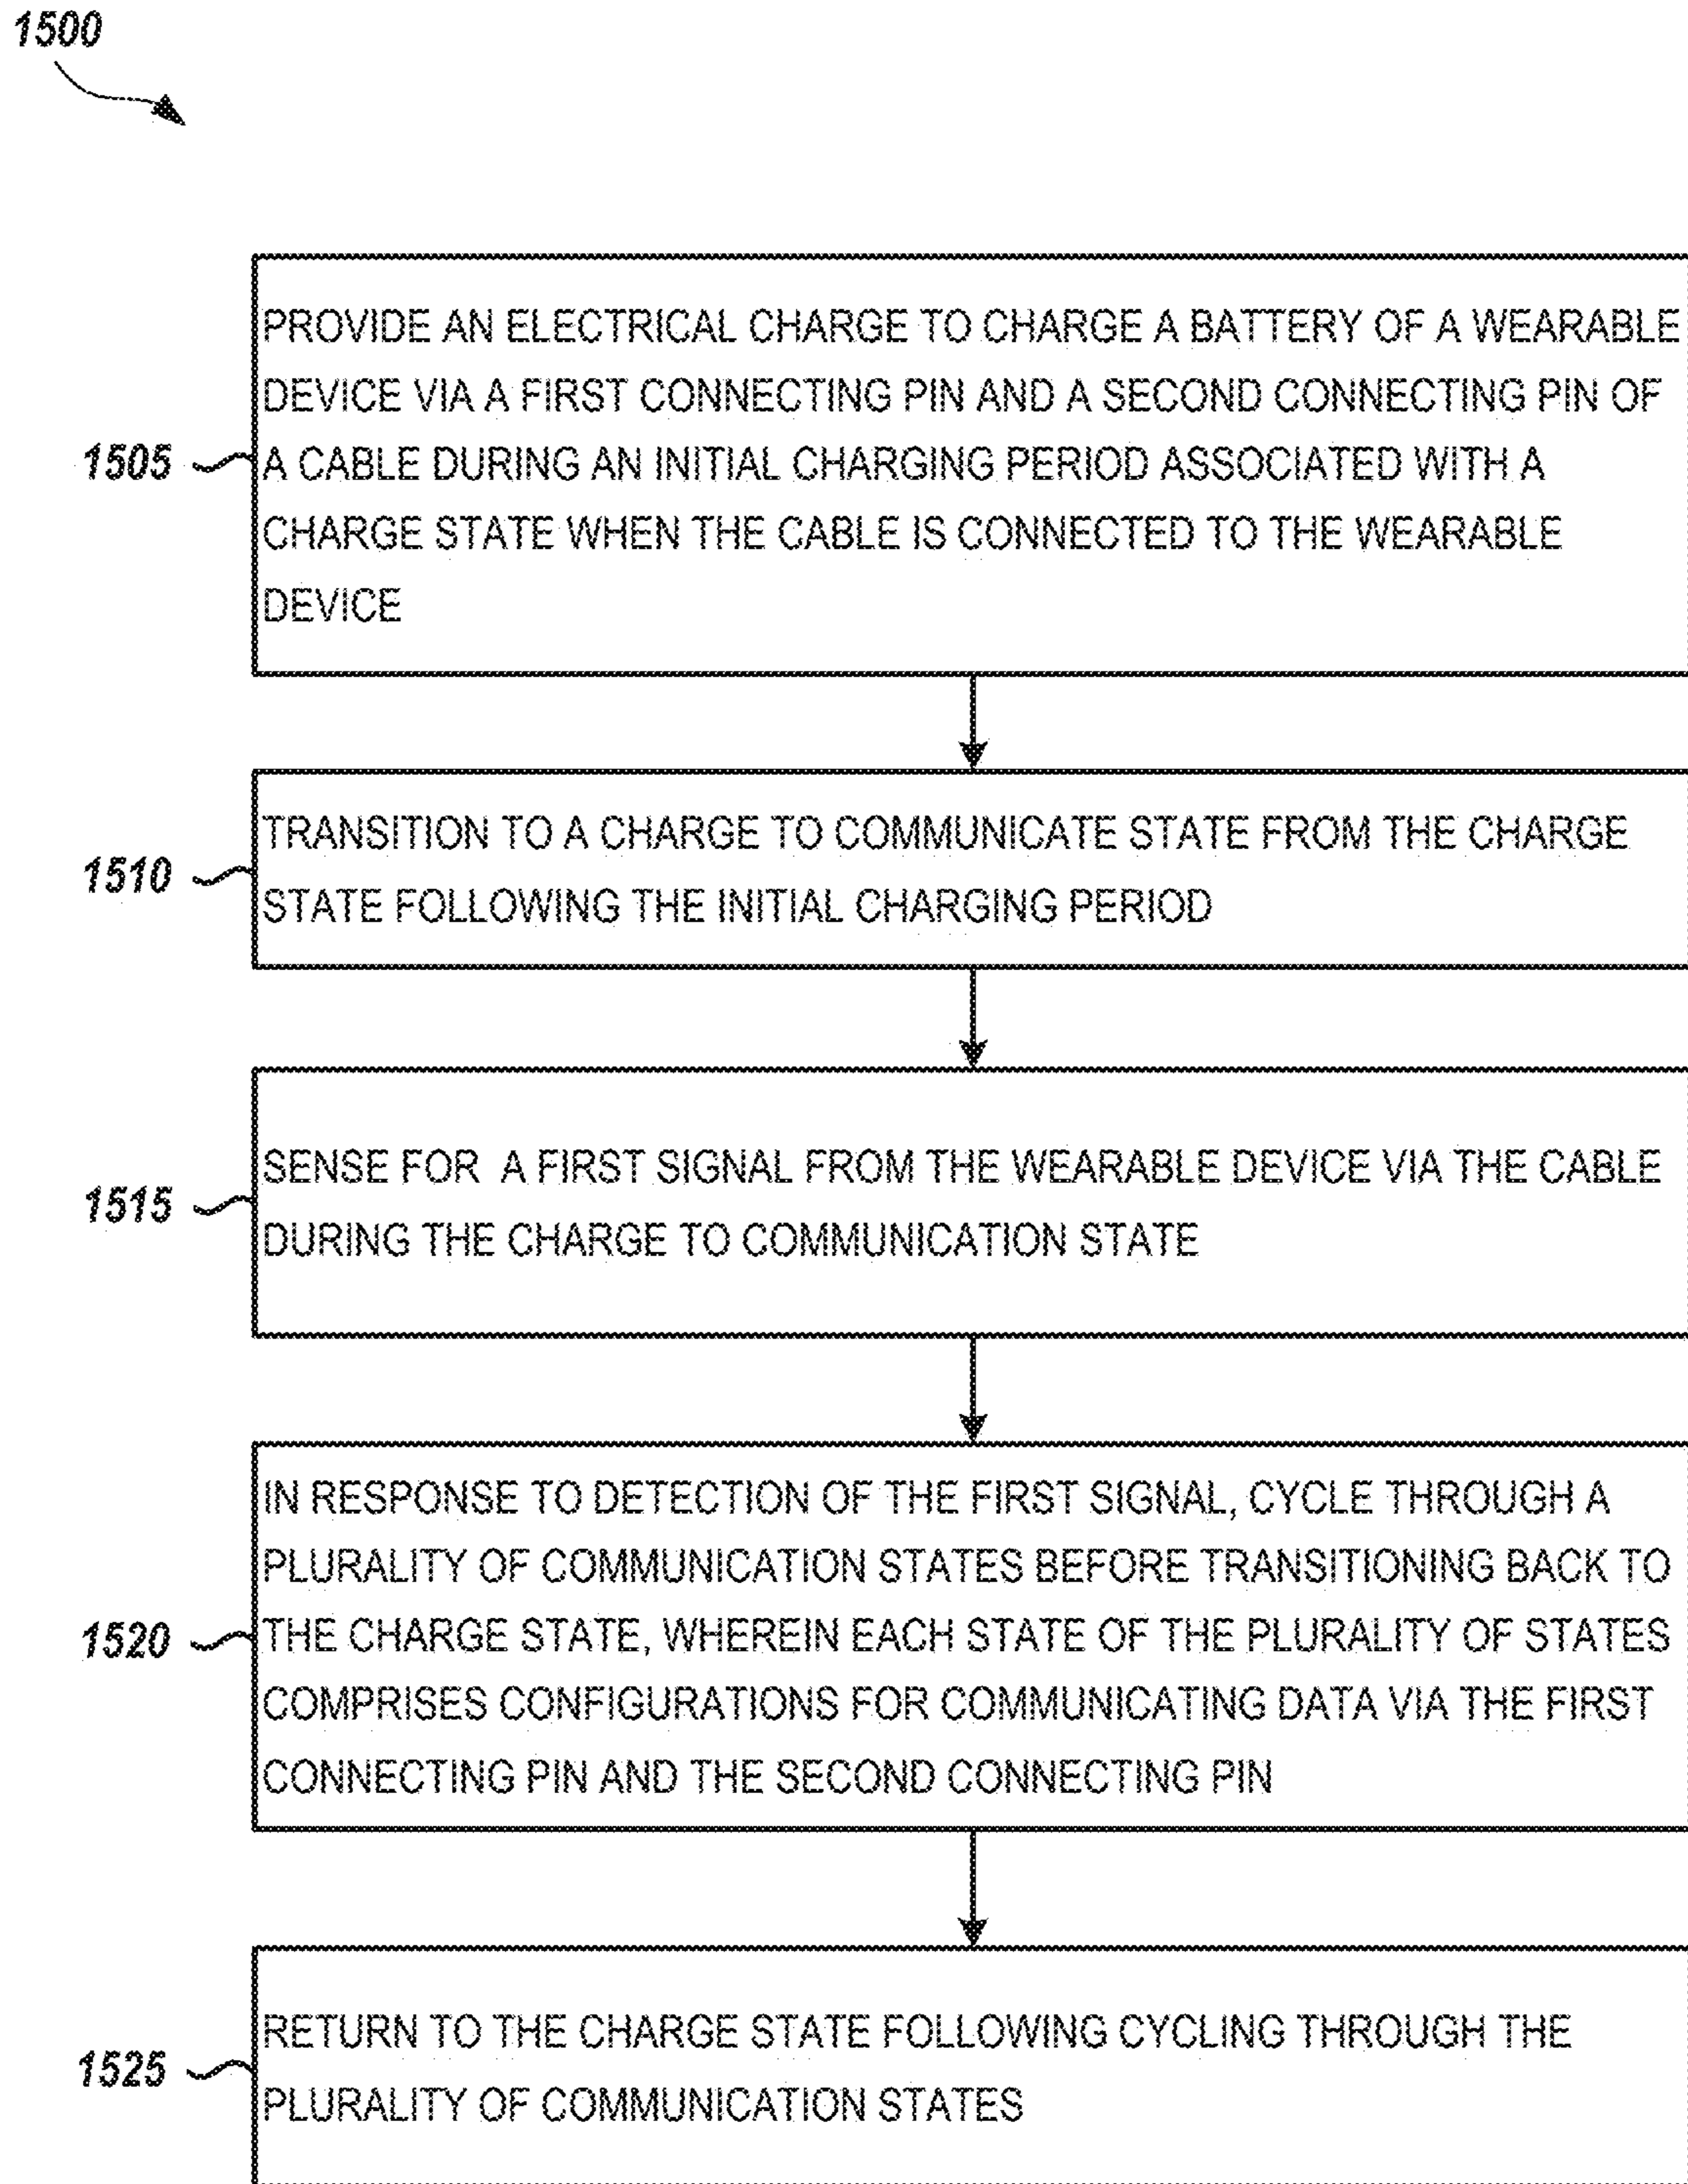 1500
PROVIDE AN ELECTRICAL CHARGE TO CHARGE A BATTERY OF A WEARABLE
DEVICE VIA A FIRST CONNECTING PIN AND A SECOND CONNECTING PIN OF
1505 A CABLE DURING AN INITIAL CHARGING PERIOD ASSOCIATED WITH A
CHARGE STATE WHEN THE CABLE IS CONNECTED TO THE WEARABLE
DEVICE
TRANSITION TO A CHARGE TO COMMUNICATE STATE FROM THE CHARGE
1510
STATE FOLLOWING THE INITIAL CHARGING PERIOD
SENSE FOR A FIRST SIGNAL FROM THE WEARABLE DEVICE VIA THE CABLE
1515
DURING THE CHARGE TO COMMUNICATION STATE
IN RESPONSE TO DETECTION OF THE FIRST SIGNAL, CYCLE THROUGH A
PLURALITY OF COMMUNICATION STATES BEFORE TRANSITIONING BACK TO
1520 THE CHARGE STATE, WHEREIN EACH STATE OF THE PLURALITY OF STATES
COMPRISES CONFIGURATIONS FOR COMMUNICATING DATA VIA THE FIRST
CONNECTING PIN AND THE SECOND CONNECTING PIN
RETURN TO THE CHARGE STATE FOLLOWING CYCLING THROUGH THE
1525
PLURALITY OF COMMUNICATION STATES